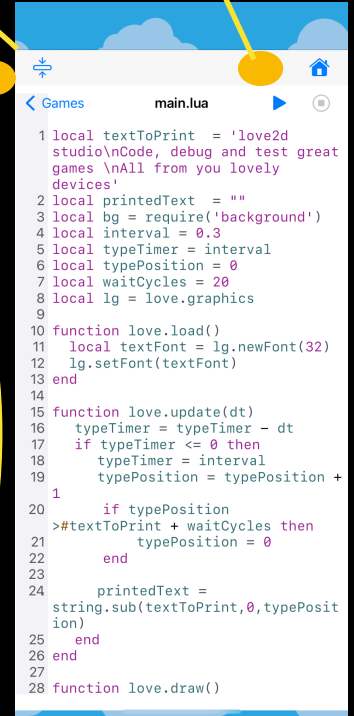 Games main.lua
1 local textToPrint  = 'love2d
studio\nCode, debug and test great
games \nAll from you lovely
devices'
2 local printedText  = ""
3 local bg = require('background')
4 local interval = 0.3
5 local typeTimer = interval
6 local typePosition = 0
7 local waitCycles = 20
8 local lg = love.graphics
9
10 function love.load()
11   local textFont = lg.newFont(32)
12   lg.setFont(textFont)
13 end
14
15 function love.update(dt)
16   typeTimer = typeTimer - dt
17   if typeTimer <= 0 then
18      typeTimer = interval
19      typePosition = typePosition +
1
20      if typePosition
>#textToPrint + waitCycles then
21          typePosition = 0
22      end
23
24      printedText =
string.sub(textToPrint,0,typePosit
ion)
25   end
26 end
27
28 function love.draw()